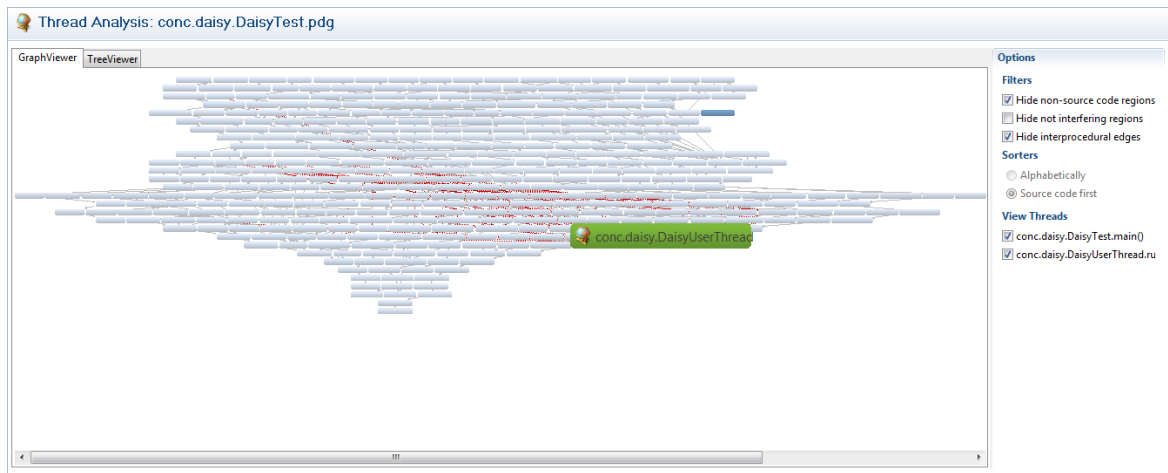 Thread Analysis: conc.daisy.DaisyTest.pdg
GraphViewer TreeViewer
Options
Filters
Hide non-source code regions
Hide not interfering regions
Hide interprocedural edges
Sorters
Alphabetically
Source code first
View Threads
conc.daisy.DaisyTest.main()
conc.daisy.DaisyUserThread.ru
conc.daisy.DaisyUserThread